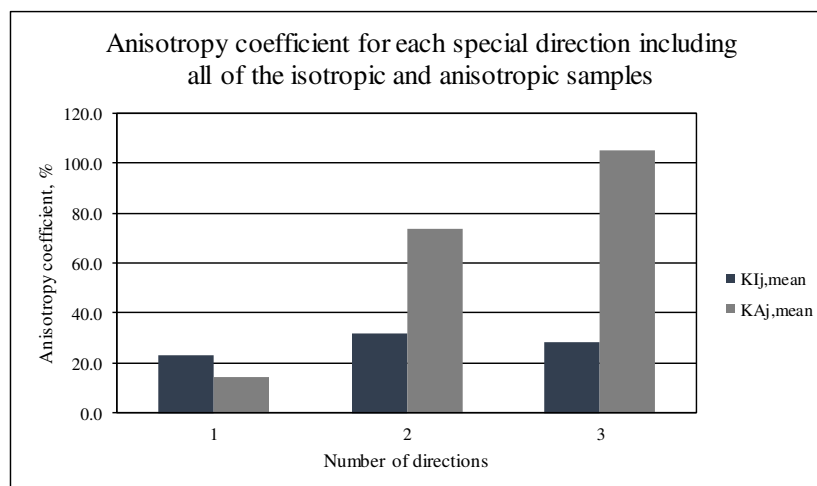 Anisotropy coefficient for each special direction including
all of the isotropic and anisotropic samples
120.0
100.0
80.0
60.0
40.0
20.0
0.0
Anisotropy coefficient, %
1
2
3
Number of directions
KIj,mean
KAj,mean